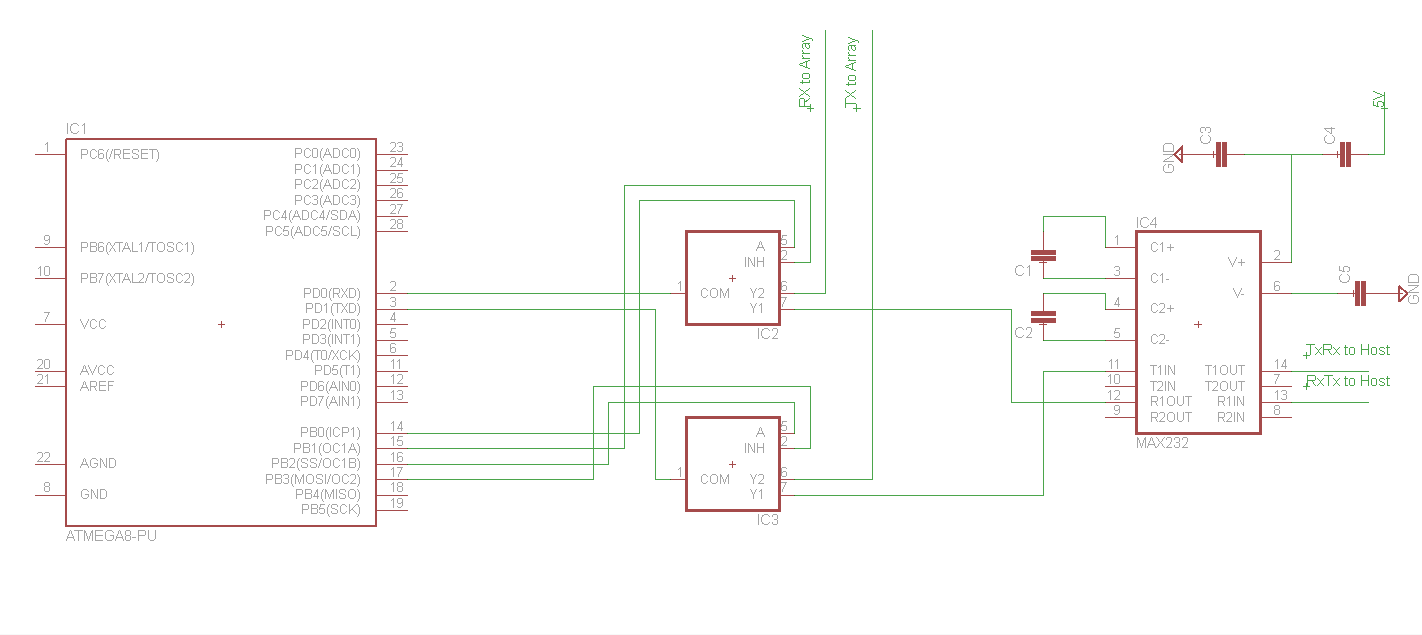 RX to Array
TX to Array
5V
IC1
1 PC6(/RESET) PC0(ADC0) 23
PC1(ADC1) 24
PC2(ADC2) 25
PC3(ADC3) 26
PC4(ADC4/SDA) 27
PC5(ADC5/SCL) 28
9 PB6(XTAL1/TOSC1)
10 PB7(XTAL2/TOSC2)
PD0(RXD) 2
PD1(TXD) 3
7 VCC PD2(INT0) 4
PD3(INT1) 5
PD4(T0/XCK) 6
20 AVCC PD5(T1) 11
21 AREF PD6(AIN0) 12
PD7(AIN1) 13
PB0(ICP1) 14
PB1(OC1A) 15
22 AGND PB2(SS/OC1B) 16
PB3(MOSI/OC2) 17
8 GND PB4(MISO) 18
PB5(SCK) 19
ATMEGA8-PU
A 5
INH 2
1 COM Y2 6
Y1 7
IC2
A 5
INH 2
1 COM Y2 6
Y1 7
IC3
GND
C3
C4
C1
C2
C5
GND
IC4
1 C1+
V+ 2
3 C1-
V- 6
4 C2+
5 C2-
TxRx to Host
11 T1IN T1OUT 14
10 T2IN T2OUT 7
RxTx to Host
12 R1OUT R1IN 13
9 R2OUT R2IN 8
MAX232